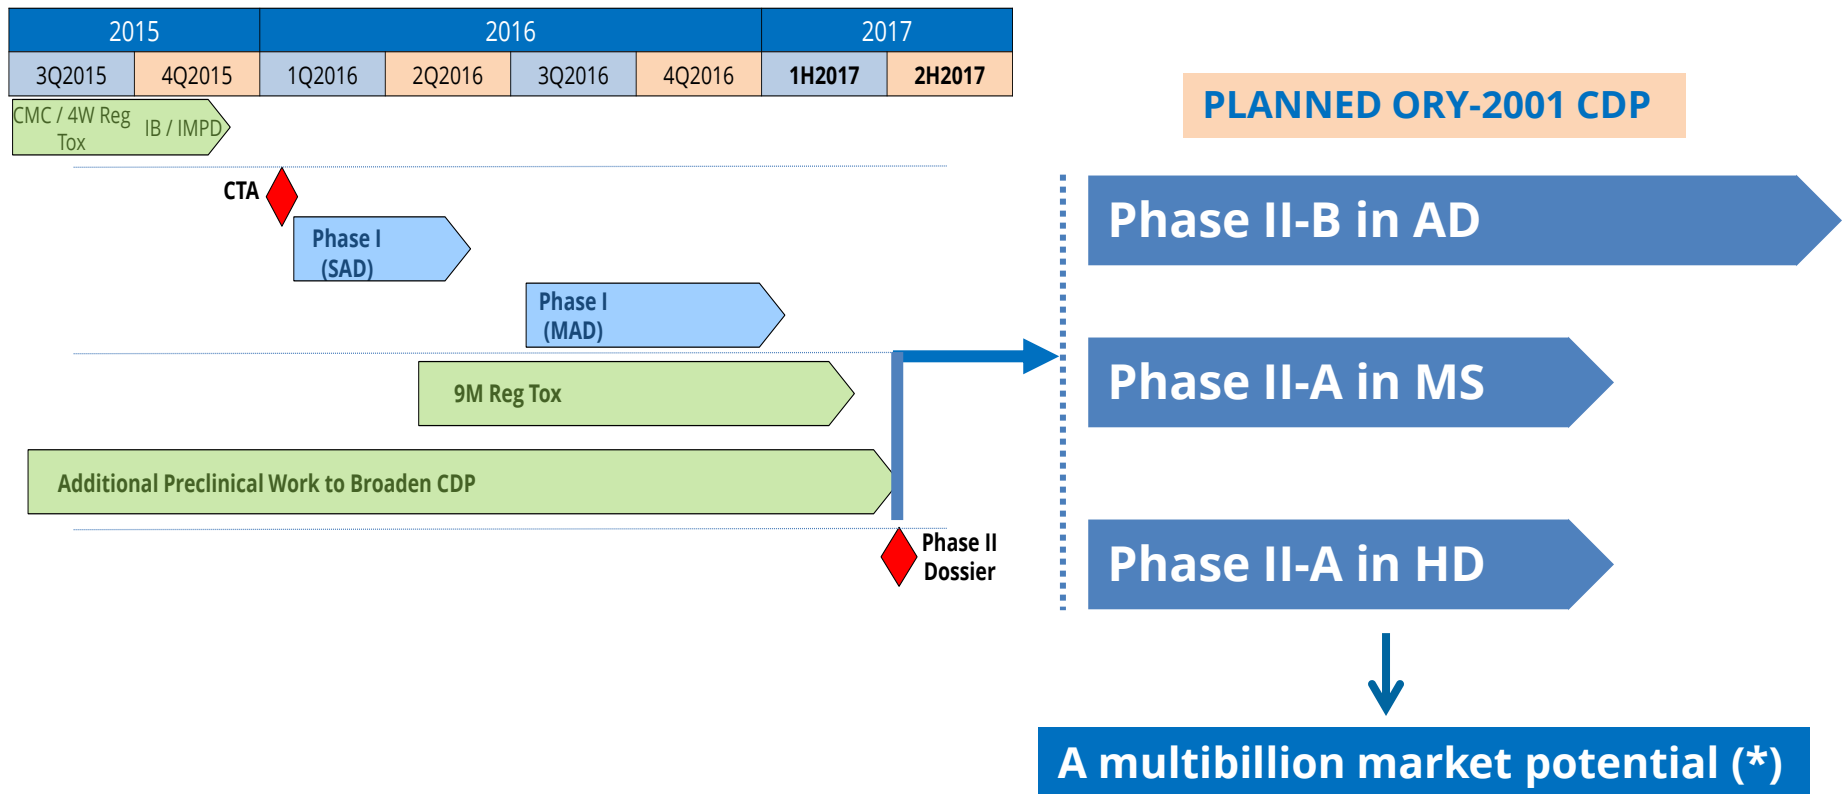 2015 2016 2017
3Q2015 4Q2015 1Q2016 2Q2016 3Q2016 4Q2016 1H2017 2H2017
CMC / 4W Reg
Tox
IB / IMPD
CTA
Phase I
(SAD)
Phase I
(MAD)
9M Reg Tox
Additional Preclinical Work to Broaden CDP
Phase II
Dossier
PLANNED ORY-2001 CDP
Phase II-B in AD
Phase II-A in MS
Phase II-A in HD
A multibillion market potential (*)